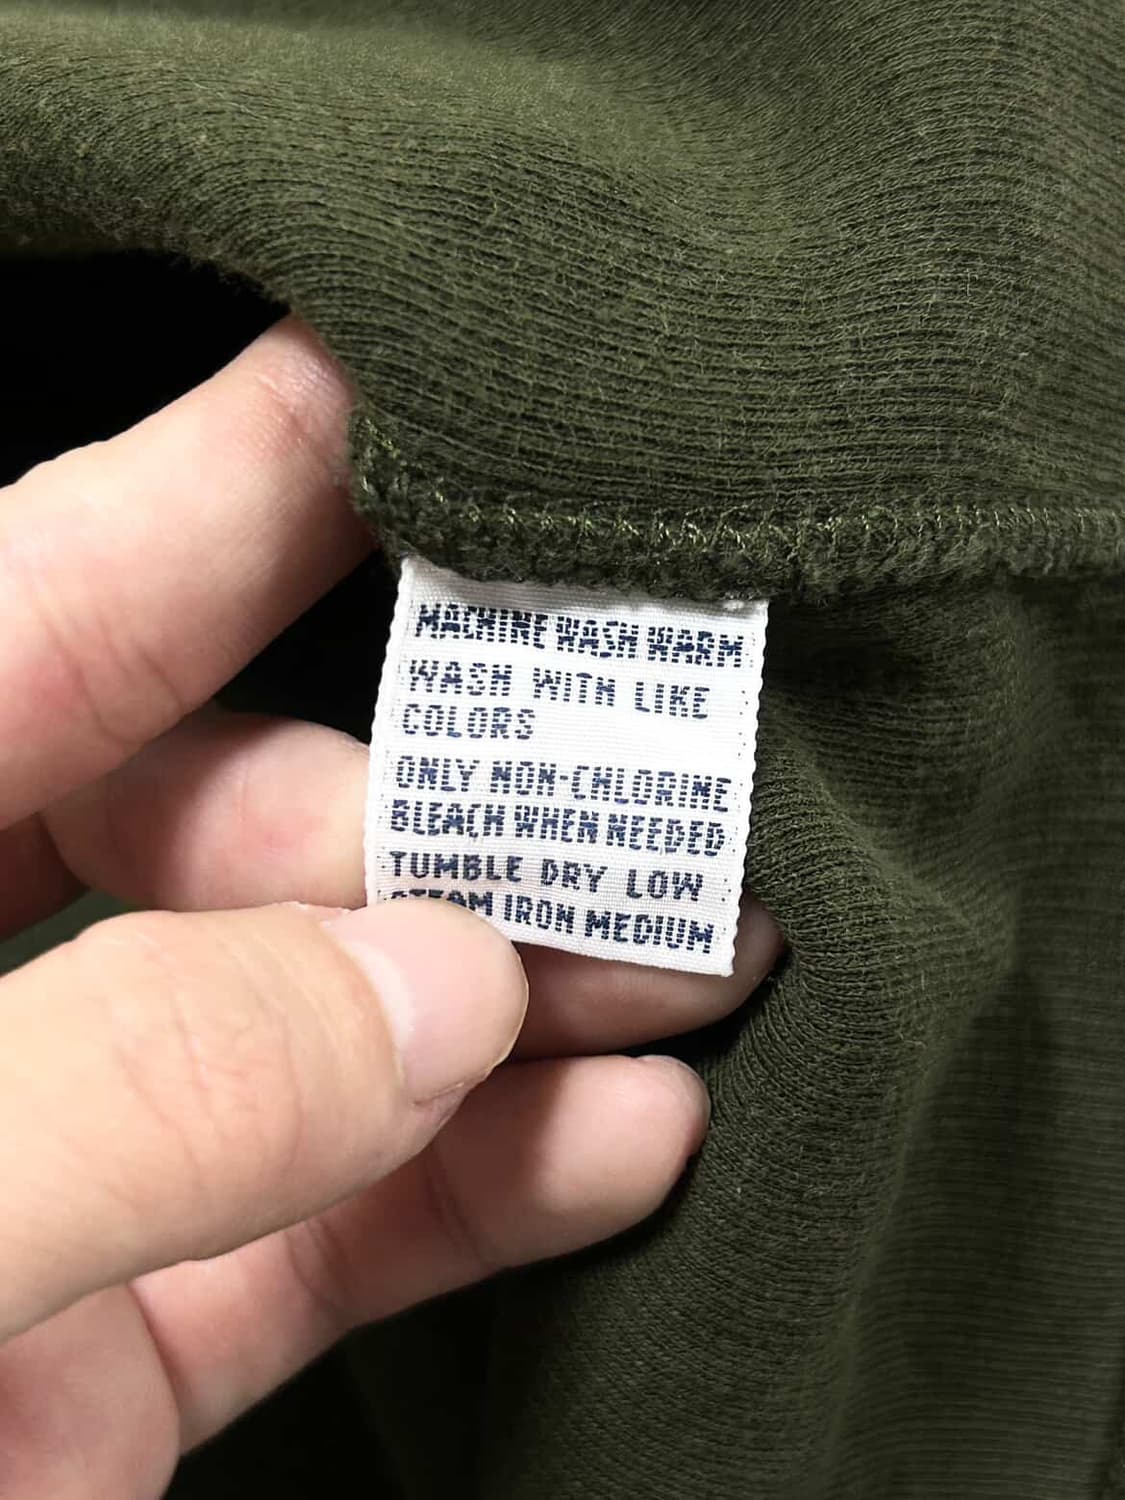 MACHINE WASH WARM
WASH WITH LIKE
COLORS
ONLY NON-CHLORINE
BLEACH WHEN NEEDED
TUMBLE DRY LOW
STEAM IRON MEDIUM